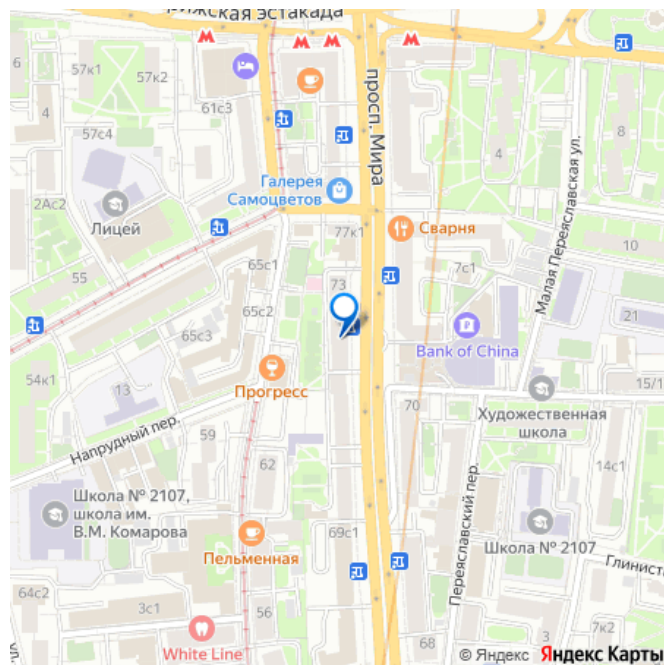 рижская эстакада
6
57к1
57к2
61с3
4
57с4
просп. Мира
8
4
Малая Переяславская ул.
Галерея
Самоцветов
2Ас2
Лицей
Сварня
77к1
10
65с1
7с1
55
73
65с2
21
65с3
Bank of China
54к1
13
Прогресс
15/1
70
Художественная
школа
Напрудный пер.
59
62
14с1
Школа № 2107,
школа им.
В.М. Комарова
Переяславский пер.
69с1
Школа № 2107
Пельменная
Глинист
64с2
3с1
56
68
3
7к2
White Line
© Яндекс Яндекс Карты